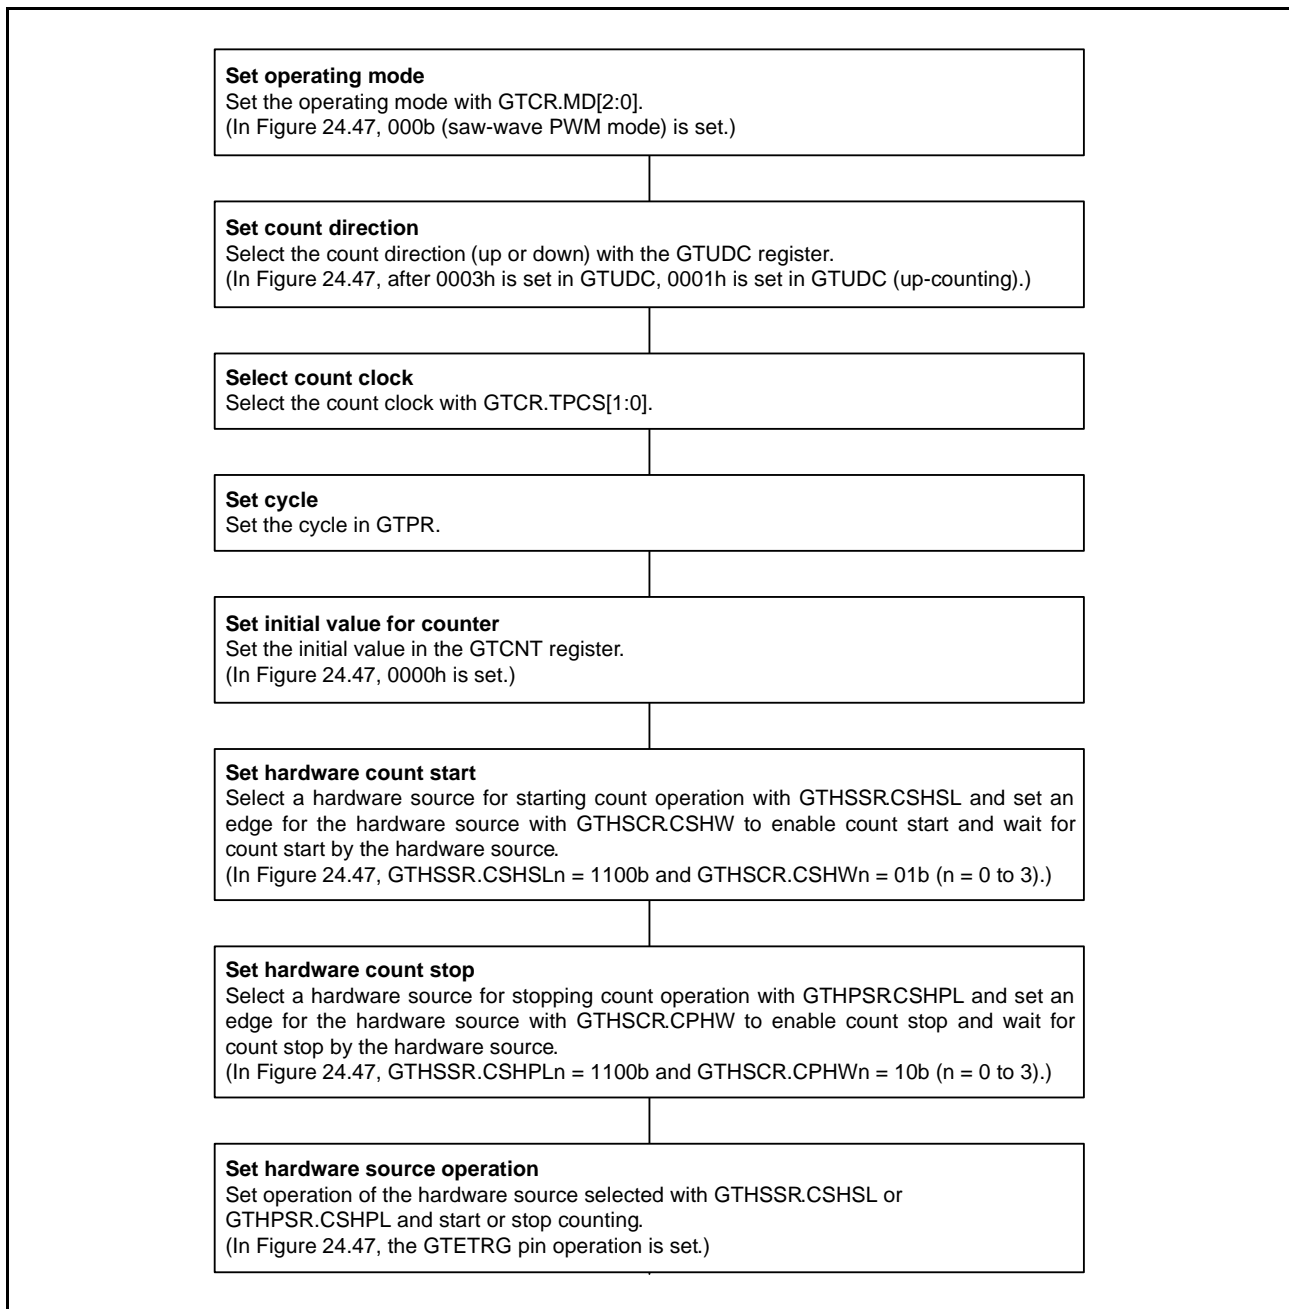 Set operating mode
Set the operating mode with GTCR.MD[2:0].
(In Figure 24.47, 000b (saw-wave PWM mode) is set.)
Set count direction
Select the count direction (up or down) with the GTUDC register.
(In Figure 24.47, after 0003h is set in GTUDC, 0001h is set in GTUDC (up-counting).)
Select count clock
Select the count clock with GTCR.TPCS[1:0].
Set cycle
Set the cycle in GTPR.
Set initial value for counter
Set the initial value in the GTCNT register.
(In Figure 24.47, 0000h is set.)
Set hardware count start
Select a hardware source for starting count operation with GTHSSR.CSHSL and set an
edge for the hardware source with GTHSCR.CSHW to enable count start and wait for
count start by the hardware source.
(In Figure 24.47, GTHSSR.CSHSLn = 1100b and GTHSCR.CSHWn = 01b (n = 0 to 3).)
Set hardware count stop
Select a hardware source for stopping count operation with GTHPSR.CSHPL and set an
edge for the hardware source with GTHSCR.CPHW to enable count stop and wait for
count stop by the hardware source.
(In Figure 24.47, GTHSSR.CSHPLn = 1100b and GTHSCR.CPHWn = 10b (n = 0 to 3).)
Set hardware source operation
Set operation of the hardware source selected with GTHSSR.CSHSL or
GTHPSR.CSHPL and start or stop counting.
(In Figure 24.47, the GTETRG pin operation is set.)